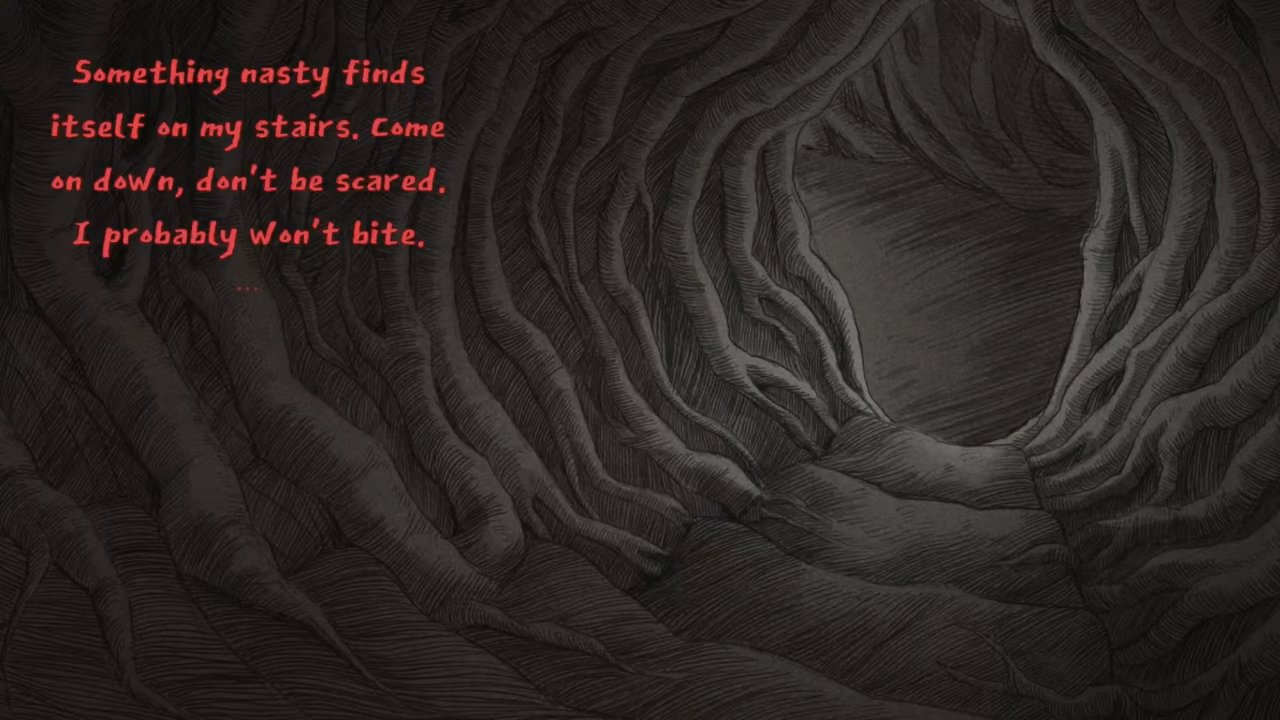 Something nasty finds
itself on my stairs. Come
on down, don't be scared.
I probably won't bite.
...